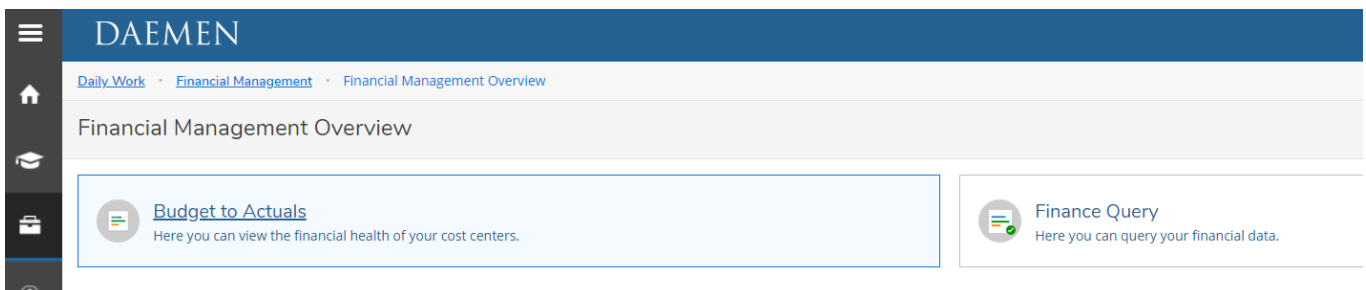 DAEMEN
Daily Work • Financial Management • Financial Management Overview
Financial Management Overview
Budget to Actuals
Here you can view the financial health of your cost centers.
Finance Query
Here you can query your financial data.